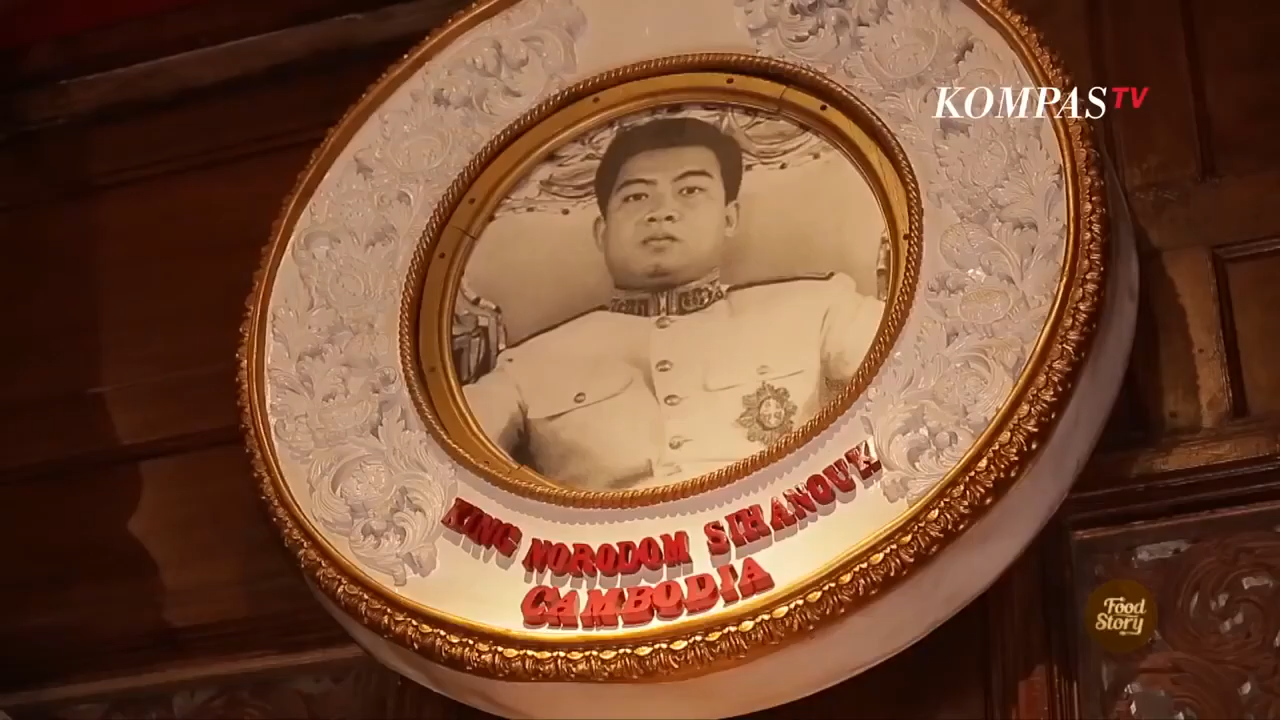 KOMPASTV
KING NORODOM SIHANOUK
CAMBODIA
Food
Story